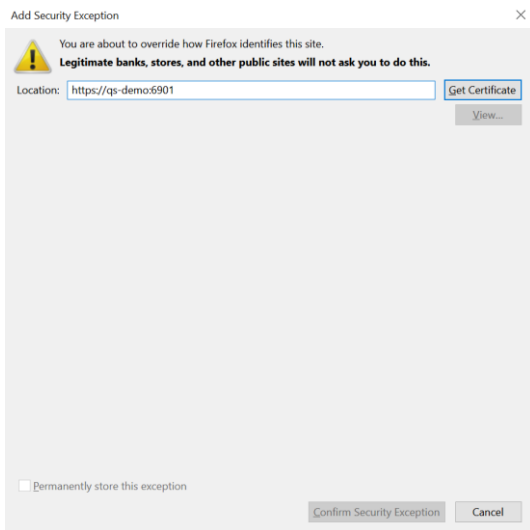 Add Security Exception
You are about to override how Firefox identifies this site.
Legitimate banks, stores, and other public sites will not ask you to do this.
Location: https://qs-demo:6901 Get Certificate
View...
Permanently store this exception
Confirm Security Exception Cancel